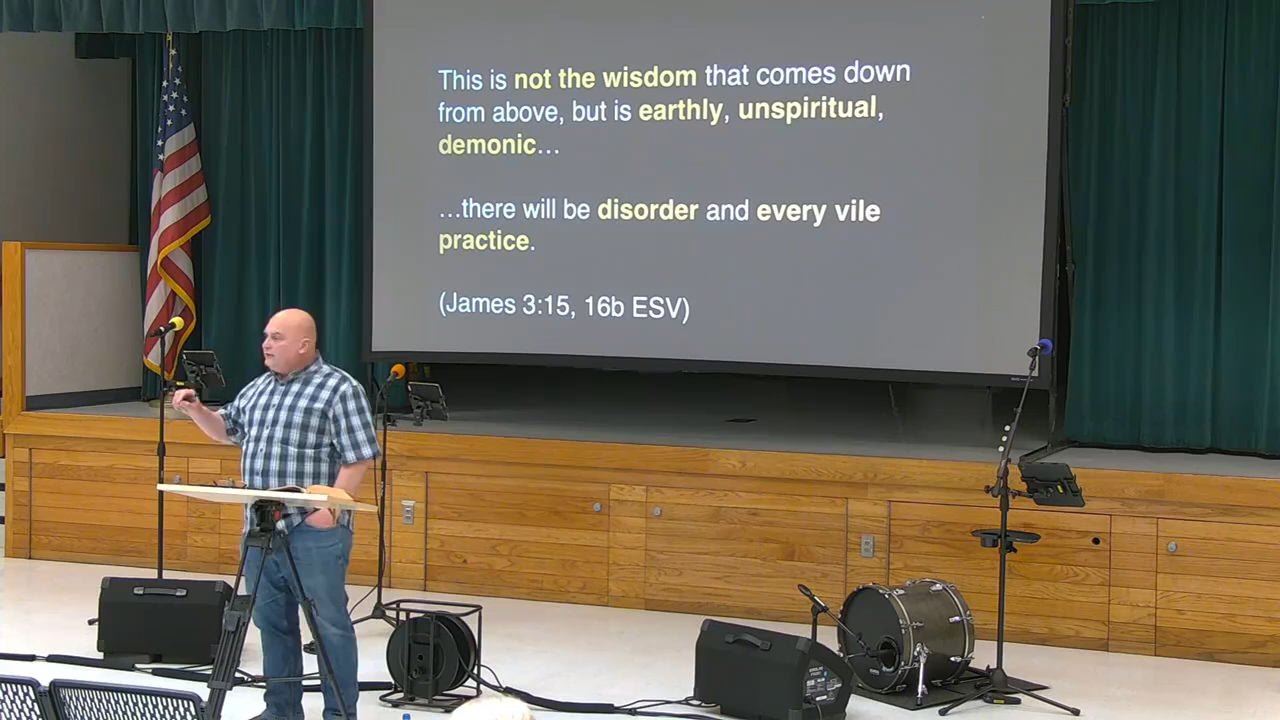 This is not the wisdom that comes down
from above, but is earthly, unspiritual,
demonic…
…there will be disorder and every vile
practice.
(James 3:15, 16b ESV)